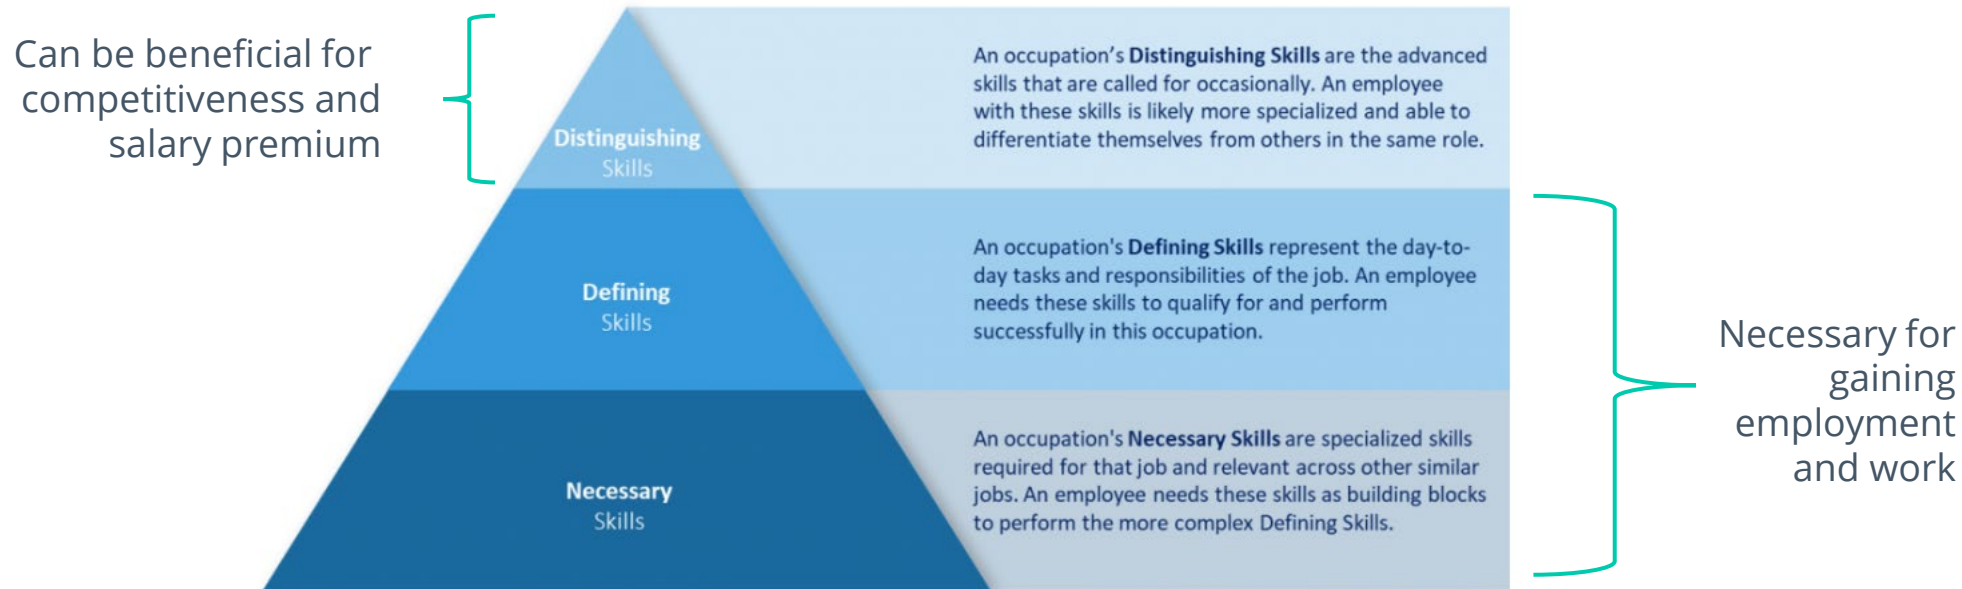 Can be beneficial for
competitiveness and
salary premium
Distinguishing
Skills
An occupation’s Distinguishing Skills are the advanced
skills that are called for occasionally. An employee
with these skills is likely more specialized and able to
differentiate themselves from others in the same role.
Defining
Skills
An occupation's Defining Skills represent the day-to-
day tasks and responsibilities of the job. An employee
needs these skills to qualify for and perform
successfully in this occupation.
Necessary
Skills
An occupation's Necessary Skills are specialized skills
required for that job and relevant across other similar
jobs. An employee needs these skills as building blocks
to perform the more complex Defining Skills.
Necessary for
gaining
employment
and work